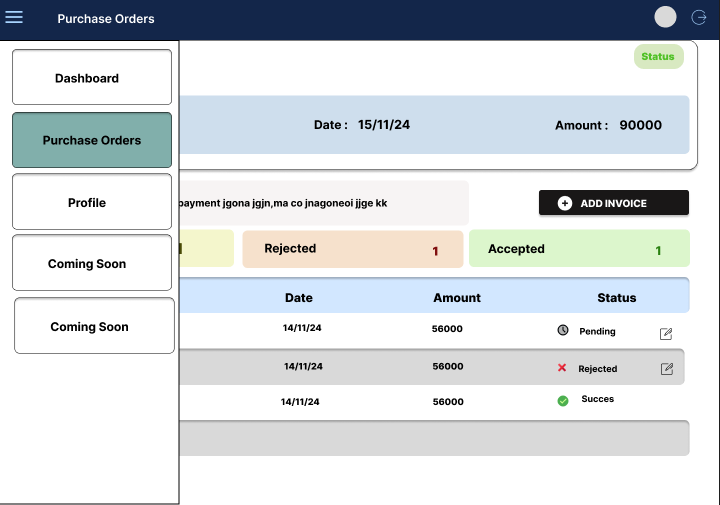 Purchase Orders
Status
Dashboard
Date : 15/11/24 Amount : 90000
Purchase Orders
Profile
payment jgona jgjn,ma co jnagoneoi jjge kk
ADD INVOICE
Rejected 1
Accepted 1
Coming Soon
Date Amount Status
Coming Soon
14/11/24 56000 Pending
14/11/24 56000 Rejected
14/11/24 56000 Succes